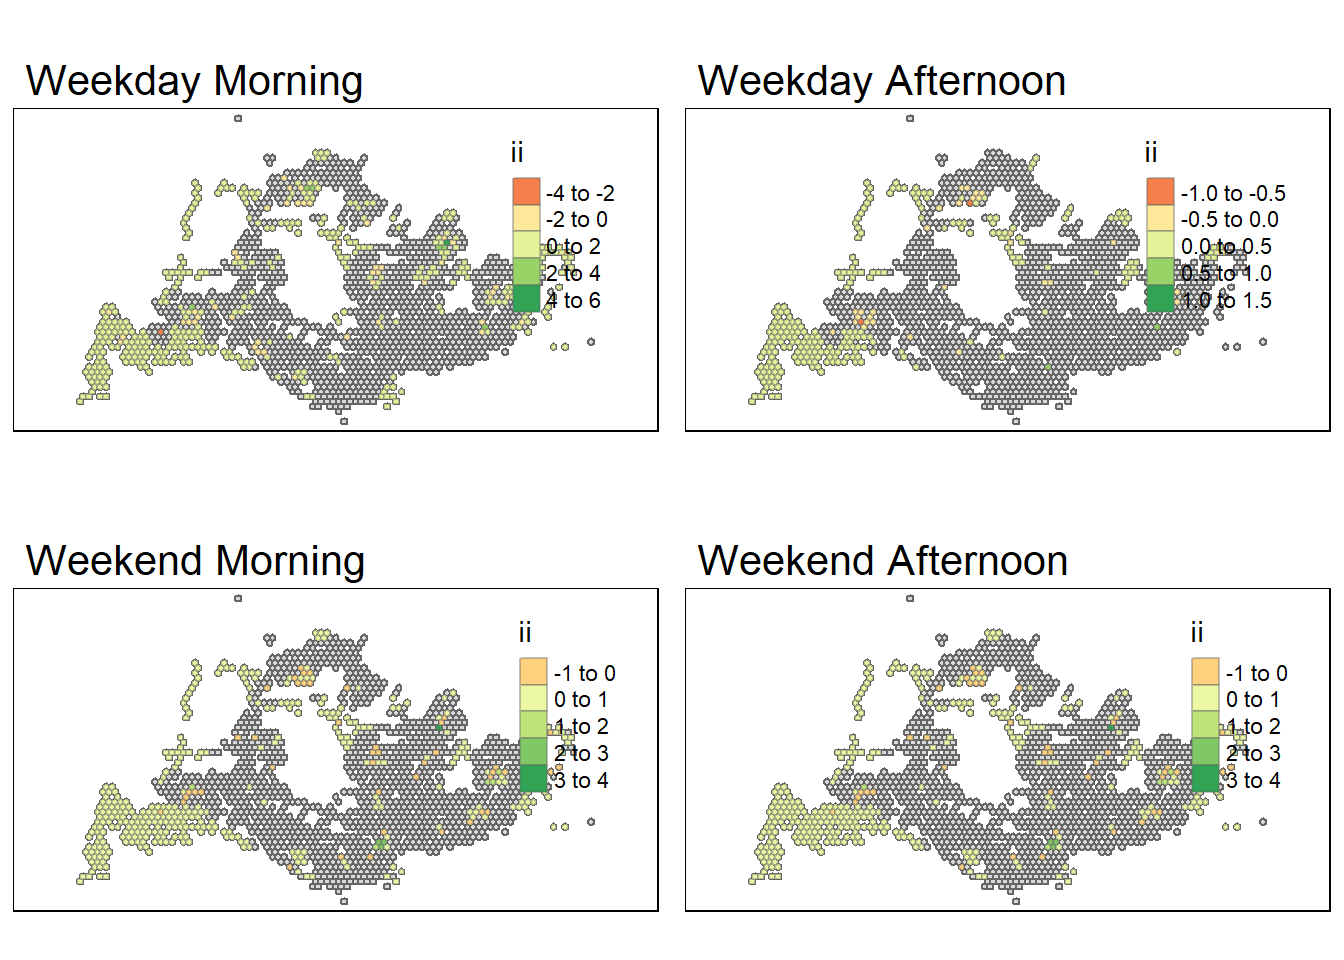 Weekday Morning
ii
-4 to -2
-2 to 0
0 to 2
2 to 4
4 to 6
Weekday Afternoon
ii
-1.0 to -0.5
-0.5 to 0.0
0.0 to 0.5
0.5 to 1.0
1.0 to 1.5
Weekend Morning
ii
-1 to 0
0 to 1
1 to 2
2 to 3
3 to 4
Weekend Afternoon
ii
-1 to 0
0 to 1
1 to 2
2 to 3
3 to 4